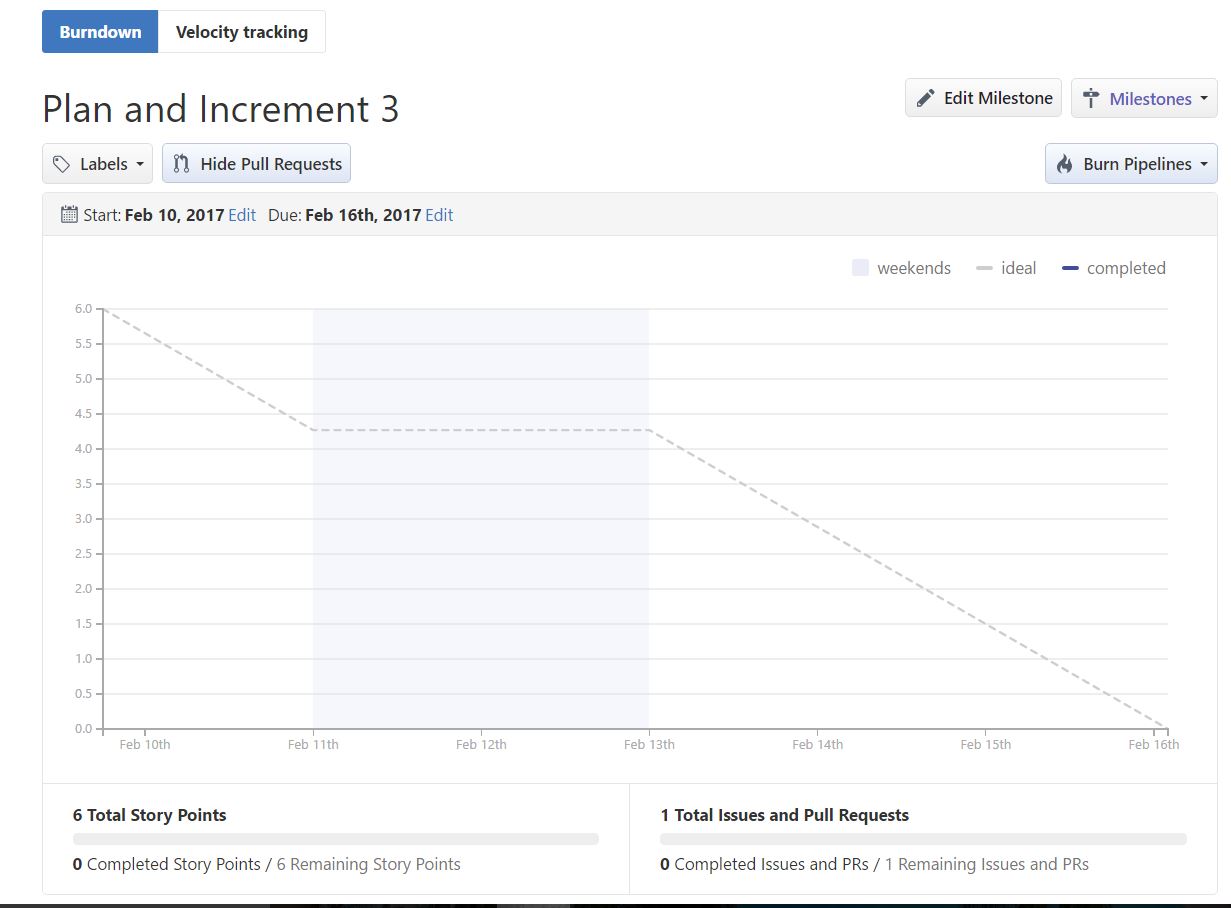 Burndown Velocity tracking
Plan and Increment 3
Edit Milestone Milestones
Labels Hide Pull Requests Burn Pipelines
Start: Feb 10, 2017 Edit Due: Feb 16th, 2017 Edit
weekends ideal completed
6.0
5.5
5.0
4.5
4.0
3.5
3.0
2.5
2.0
1.5
1.0
0.5
0.0
Feb 10th Feb 11th Feb 12th Feb 13th Feb 14th Feb 15th Feb 16th
6 Total Story Points
0 Completed Story Points / 6 Remaining Story Points
1 Total Issues and Pull Requests
0 Completed Issues and PRs / 1 Remaining Issues and PRs